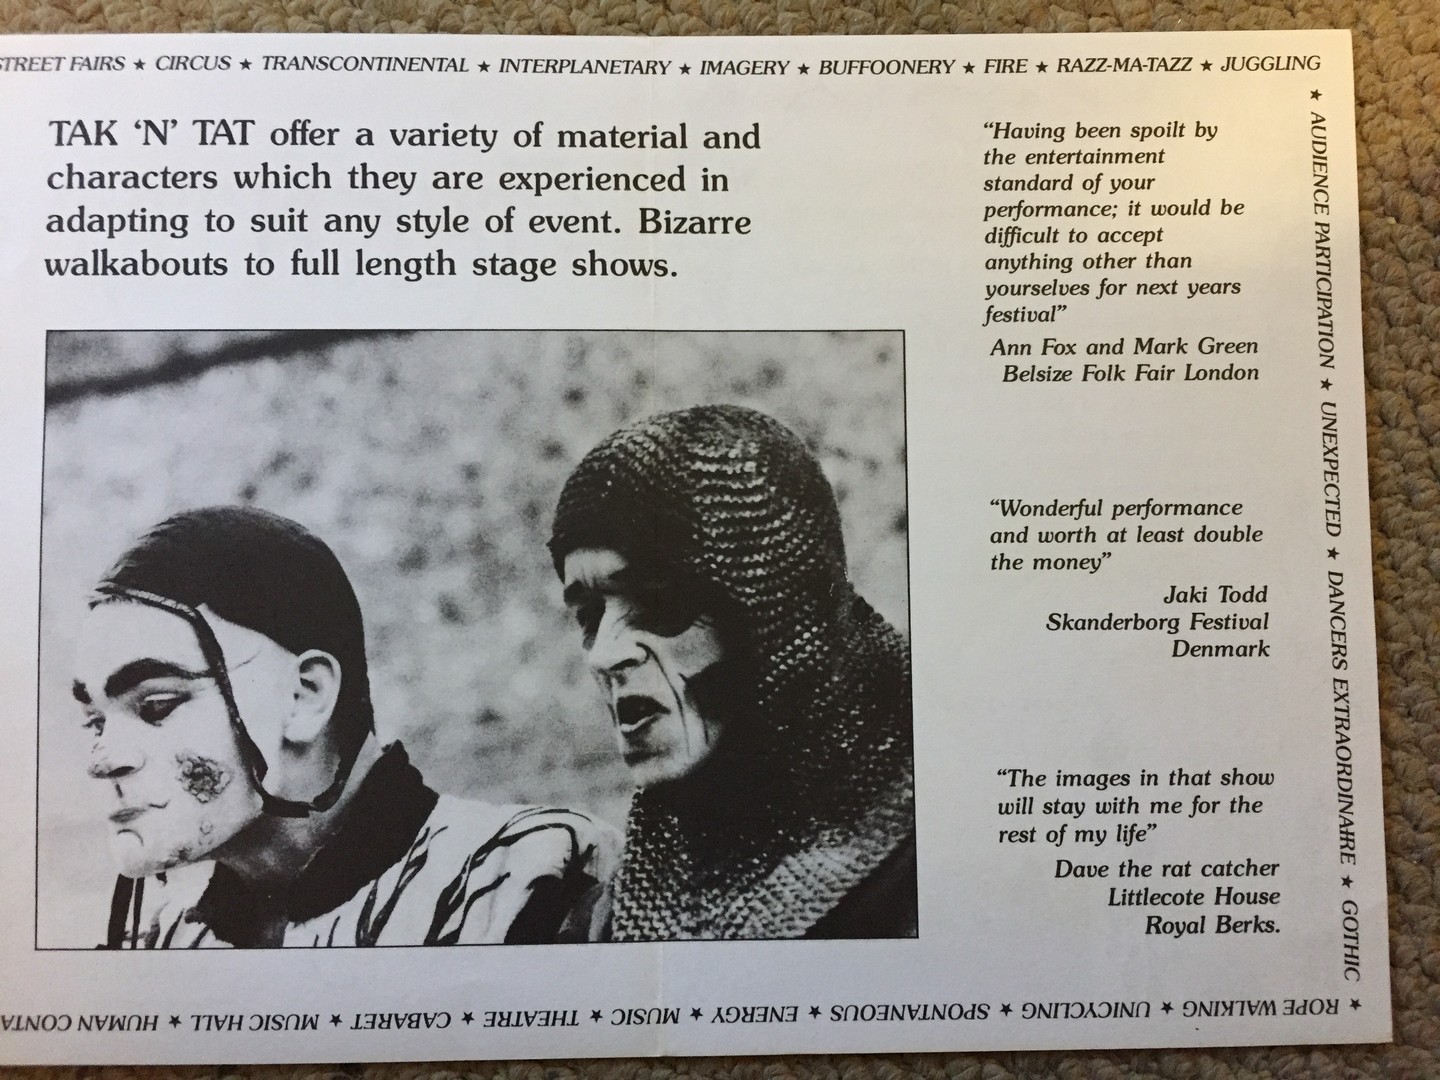 STREET FAIRS ★ CIRCUS ★ TRANSCONTINENTAL ★ INTERPLANETARY ★ IMAGERY ★ BUFFOONERY ★ FIRE ★ RAZZ-MA-TAZZ ★ JUGGLING
★ AUDIENCE PARTICIPATION ★ UNEXPECTED ★ DANCERS EXTRAORDINAIRE ★ GOTHIC
★ ROPE WALKING ★ UNICYCLING ★ SPONTANEOUS ★ ENERGY ★ MUSIC ★ THEATRE ★ CABARET ★ MUSIC HALL ★ HUMAN
TAK ‘N’ TAT offer a variety of material and
characters which they are experienced in
adapting to suit any style of event. Bizarre
walkabouts to full length stage shows.
“Having been spoilt by
the entertainment
standard of your
performance; it would be
difficult to accept
anything other than
yourselves for next years
festival”
Ann Fox and Mark Green
Belsize Folk Fair London
“Wonderful performance
and worth at least double
the money”
Jaki Todd
Skanderborg Festival
Denmark
“The images in that show
will stay with me for the
rest of my life”
Dave the rat catcher
Littlecote House
Royal Berks.